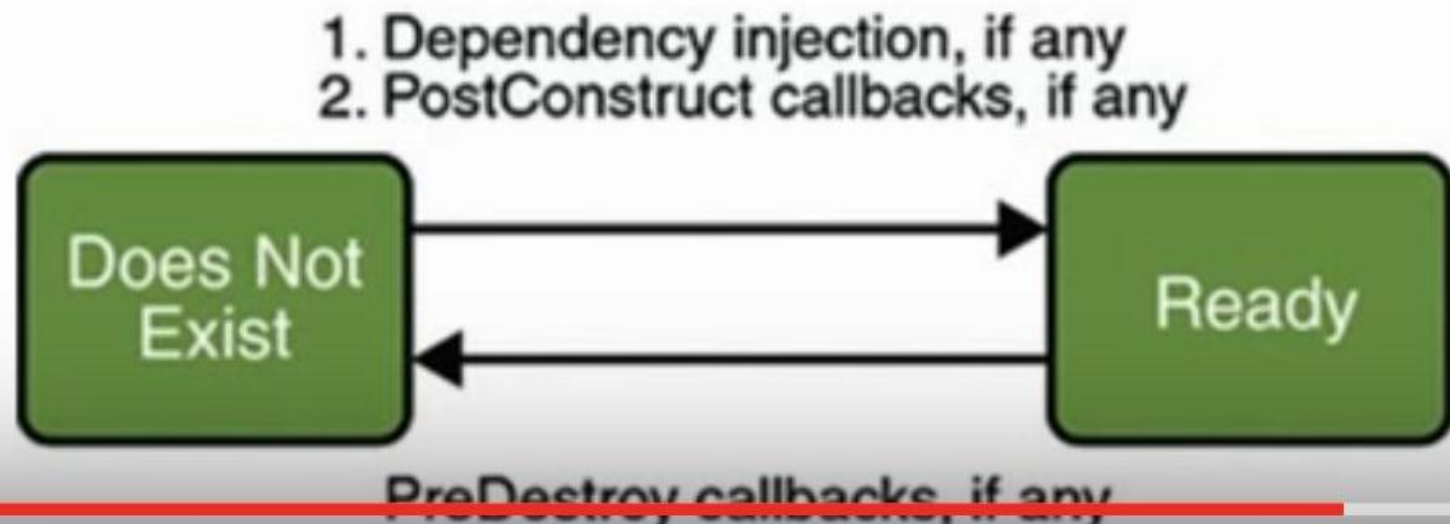 1. Dependency injection, if any
2. PostConstruct callbacks, if any
Does Not
Exist
Ready
PreDestroy callbacks, if any